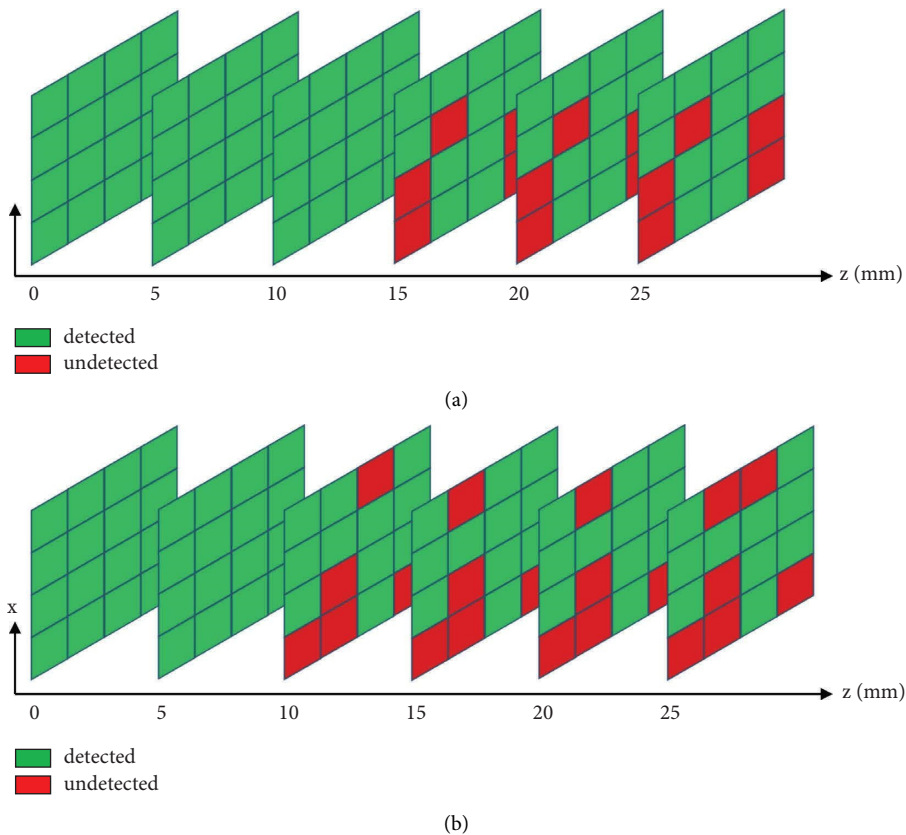 0 5 10 15 20 25 z (mm)
detected
undetected
(a)
x
0 5 10 15 20 25 z (mm)
detected
undetected
(b)